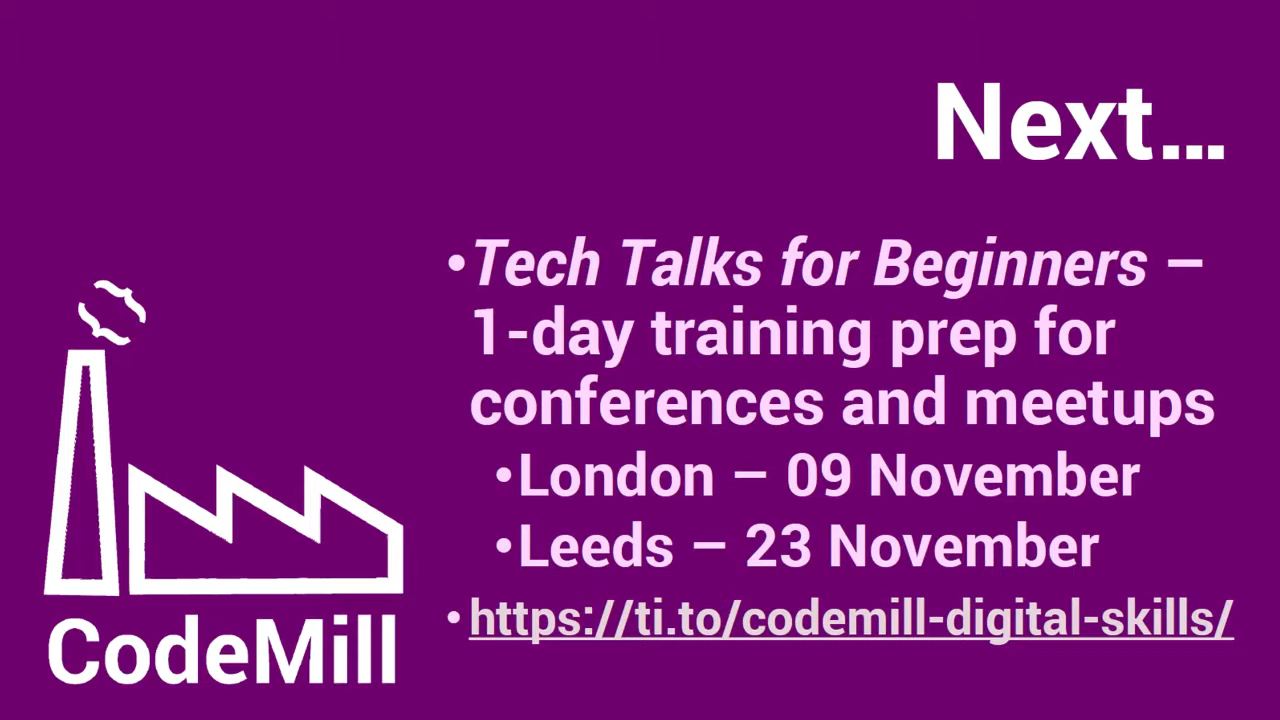 Next...
•Tech Talks for Beginners –
1-day training prep for
conferences and meetups
•London – 09 November
•Leeds – 23 November
•https://ti.to/codemill-digital-skills/
CodeMill